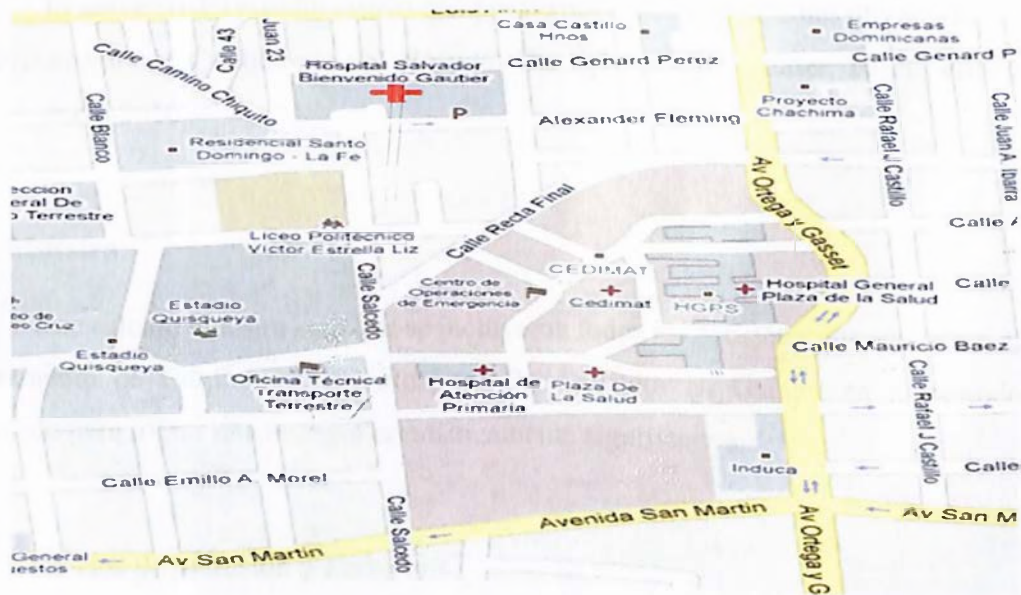 Casa Castillo
Hnos
Empresas
Dominicanas
Calle 43
Juan 23
Calle Camino Chiquito
Hospital Salvador
Bienvenido Gautier
Calle Genard Perez
Calle Genard P
P
Alexander Fleming
Proyecto
Chachima
Calle Blanco
Residencial Santo
Domingo - La Fe
Calle Rafael J Castillo
Calle Juan A Ibarra
eccion
eral De
o Terrestre
Liceo Politecnico
Victor Estrella Liz
Calle Recta Final
Av Ortega y Gasset
Calle A
CEDIMAT
Calle Salcedo
Centro de
Operaciones
de Emergencia
Cedimat
HGPS
Hospital General
Plaza de la Salud
Calle
Estadio
Quisqueya
eo de
eo Cruz
Estadio
Quisqueya
Calle Mauricio Baez
Oficina Técnica
Transporte
Terrestre
Hospital de
Atención
Primaria
Plaza De
La Salud
Calle Rafael J Castillo
Calle Emilio A. Morel
Induca
Calle
Calle Salcedo
Avenida San Martin
Av San M
Av San Martin
Av Ortega y G
General
uestos